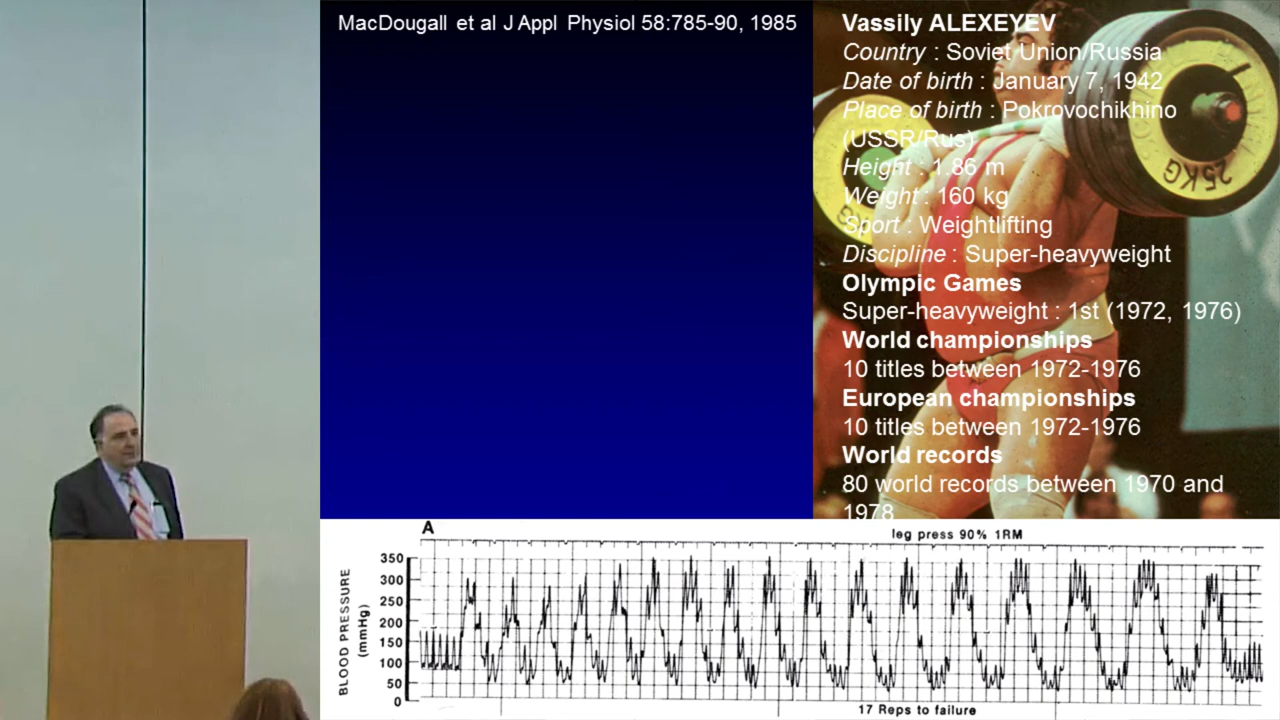 MacDougall et al J Appl Physiol 58:785-90, 1985
Vassily ALEXEYEV
Country : Soviet Union/Russia
Date of birth : January 7, 1942
Place of birth : Pokrovochikhino
(USSR/Rus)
Height : 1.86 m
Weight : 160 kg
Sport : Weightlifting
Discipline : Super-heavyweight
Olympic Games
Super-heavyweight : 1st (1972, 1976)
World championships
10 titles between 1972-1976
European championships
10 titles between 1972-1976
World records
80 world records between 1970 and
1978
25KG
A
leg press 90% 1RM
BLOOD PRESSURE
(mmHg)
350
300
250
200
150
100
50
0
17 Reps to failure